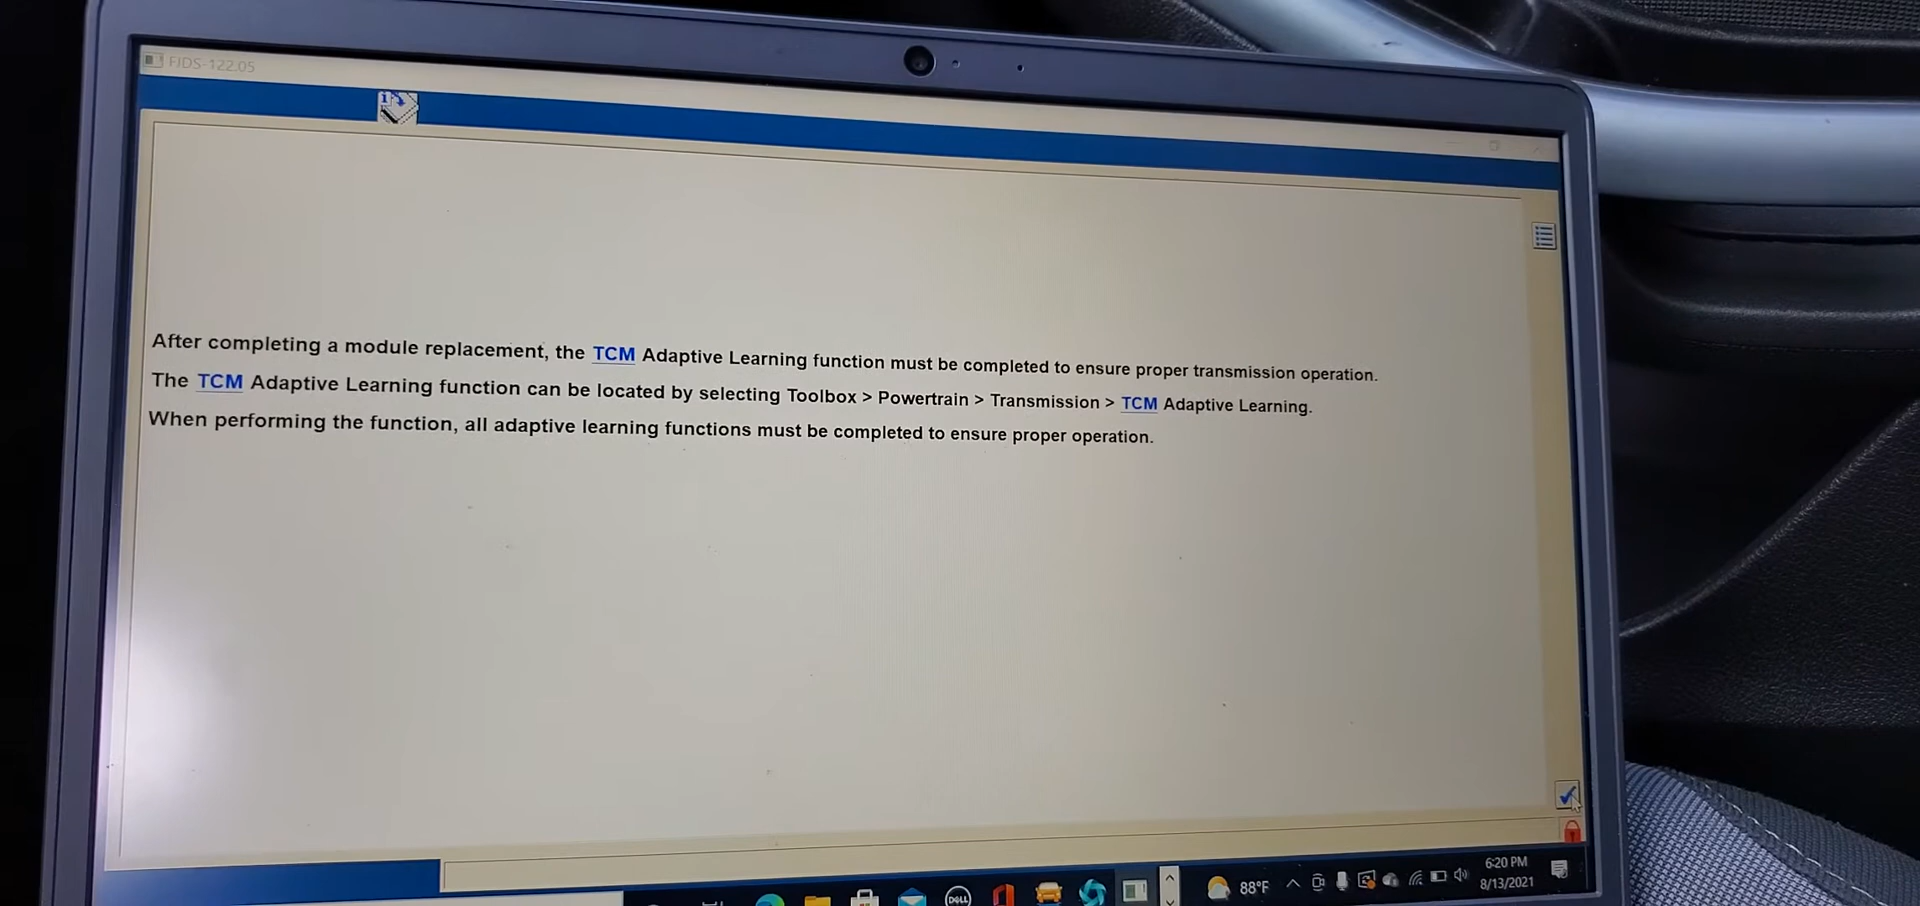 FJDS-122.05
After completing a module replacement, the TCM Adaptive Learning function must be completed to ensure proper transmission operation.
The TCM Adaptive Learning function can be located by selecting Toolbox > Powertrain > Transmission > TCM Adaptive Learning.
When performing the function, all adaptive learning functions must be completed to ensure proper operation.
DELL
88°F
6:20 PM
8/13/2021